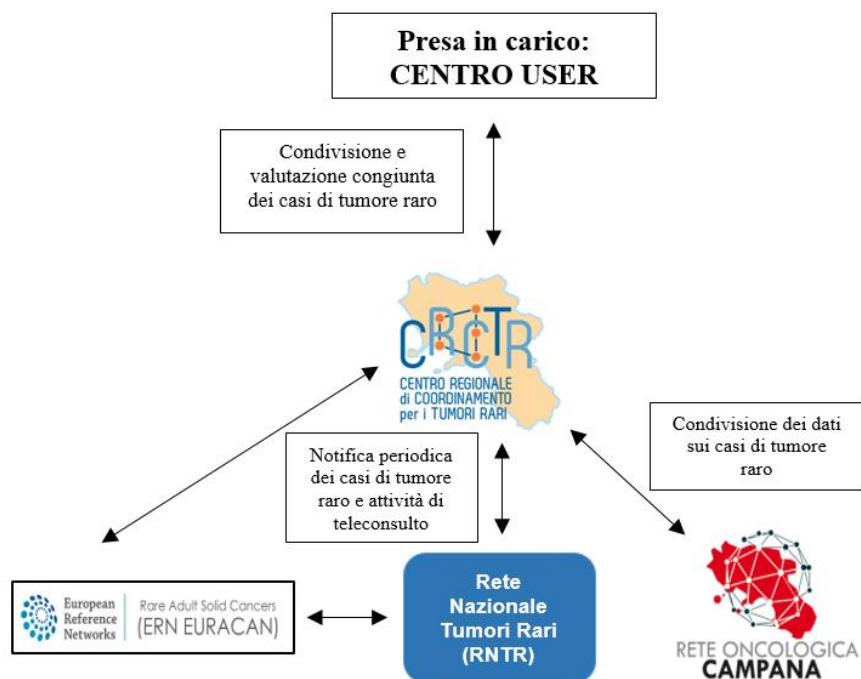 Presa in carico:
CENTRO USER
Condivisione e
valutazione congiunta
dei casi di tumore raro
CRCTR
CENTRO REGIONALE
di COORDINAMENTO
per i TUMORI RARI
Notifica periodica
dei casi di tumore
raro e attività di
teleconsulto
Condivisione dei dati
sui casi di tumore
raro
European
Reference
Networks
Rare Adult Solid Cancers
(ERN EURACAN)
Rete
Nazionale
Tumori Rari
(RNTR)
RETE ONCOLOGICA
CAMPANA